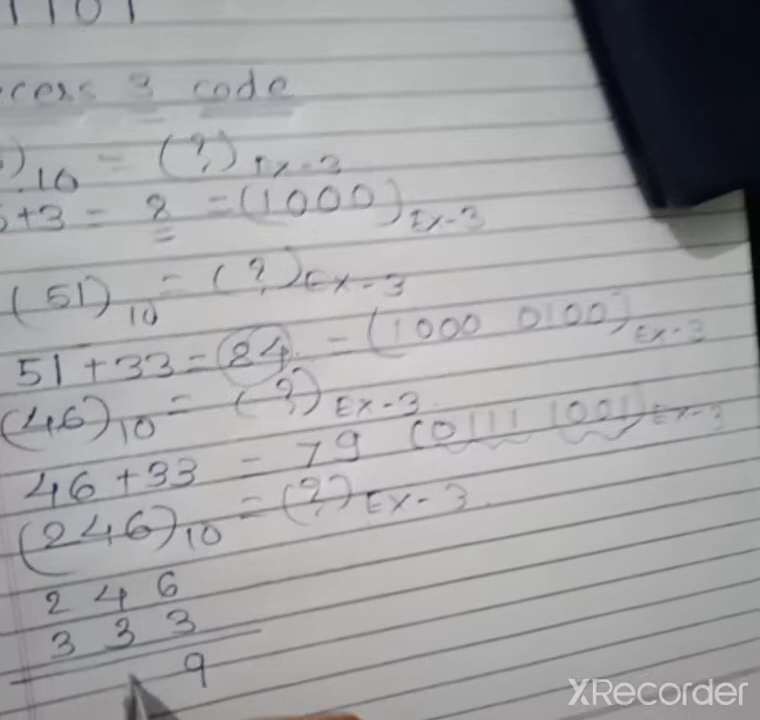 1101
cess 3 code
)10 = (?)Ex-3
5+3 = 8 = (1000)Ex-3
(51)10 = (?)Ex-3
51+33 = 84 = (1000 0100)Ex-3
(46)10 = (?)Ex-3
46+33 = 79 (0111 1001)Ex-3
(246)10 = (?)Ex-3
2 4 6
3 3 3
9
XRecorder